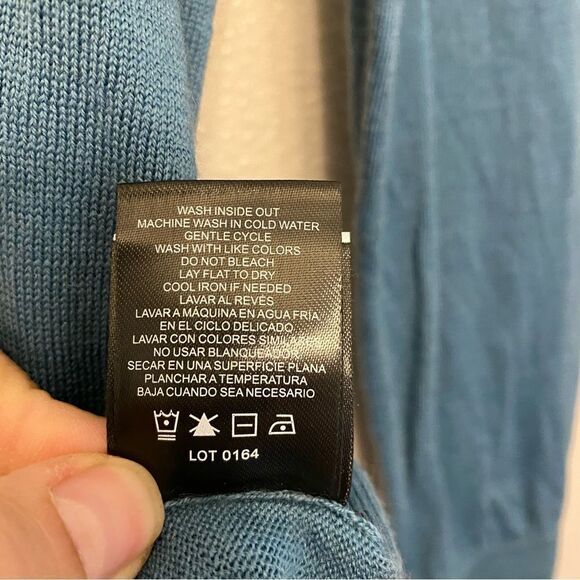 WASH INSIDE OUT
MACHINE WASH IN COLD WATER
GENTLE CYCLE
WASH WITH LIKE COLORS
DO NOT BLEACH
LAY FLAT TO DRY
COOL IRON IF NEEDED
LAVAR AL REVÉS
LAVAR A MÁQUINA EN AGUA FRÍA
EN EL CICLO DELICADO
LAVAR CON COLORES SIMILARES
NO USAR BLANQUEADOR
SECAR EN UNA SUPERFICIE PLANA
PLANCHAR A TEMPERATURA
BAJA CUANDO SEA NECESARIO
LOT 0164